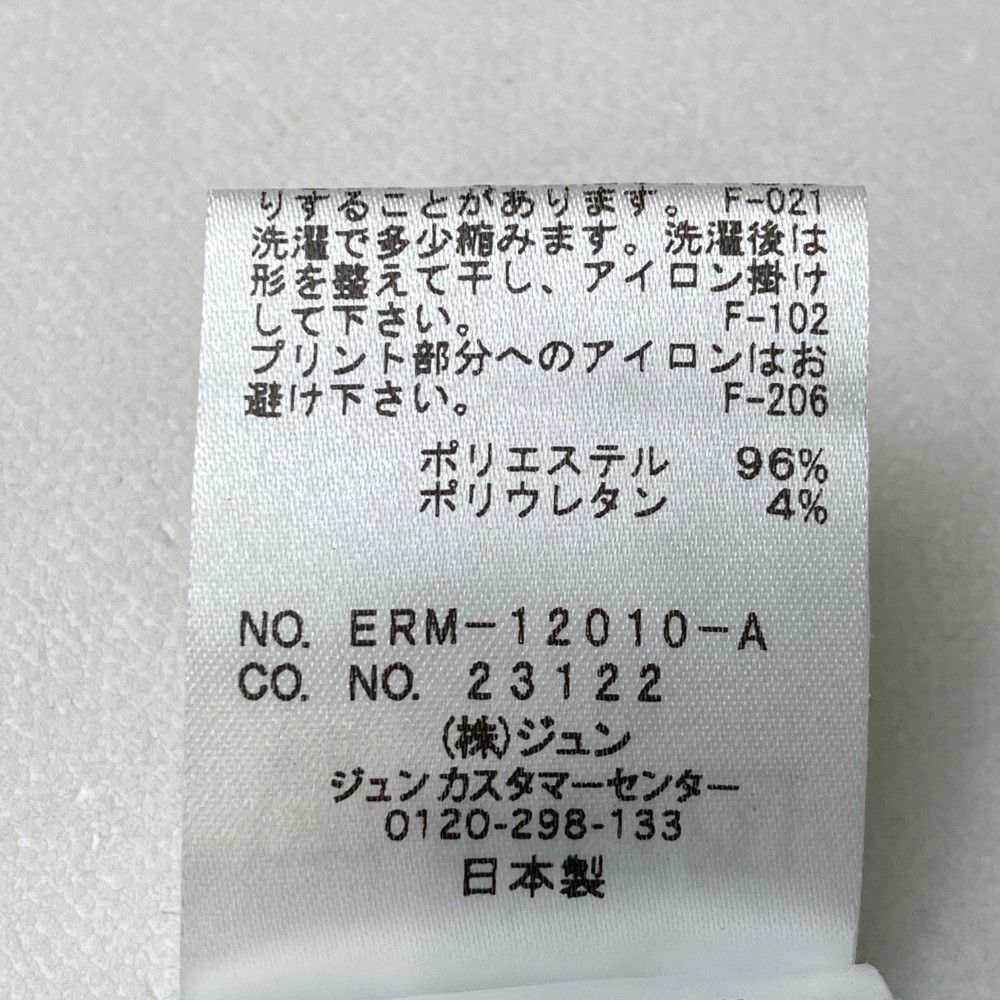 りすることがあります。 F-021
洗濯で多少縮みます。洗濯後は
形を整えて干し、アイロン掛け
して下さい。 F-102
プリント部分へのアイロンはお
避け下さい。 F-206
ポリエステル 96%
ポリウレタン 4%
NO. ERM-12010-A
CO. NO. 23122
(株)ジュン
ジュンカスタマーセンター
0120-298-133
日本製